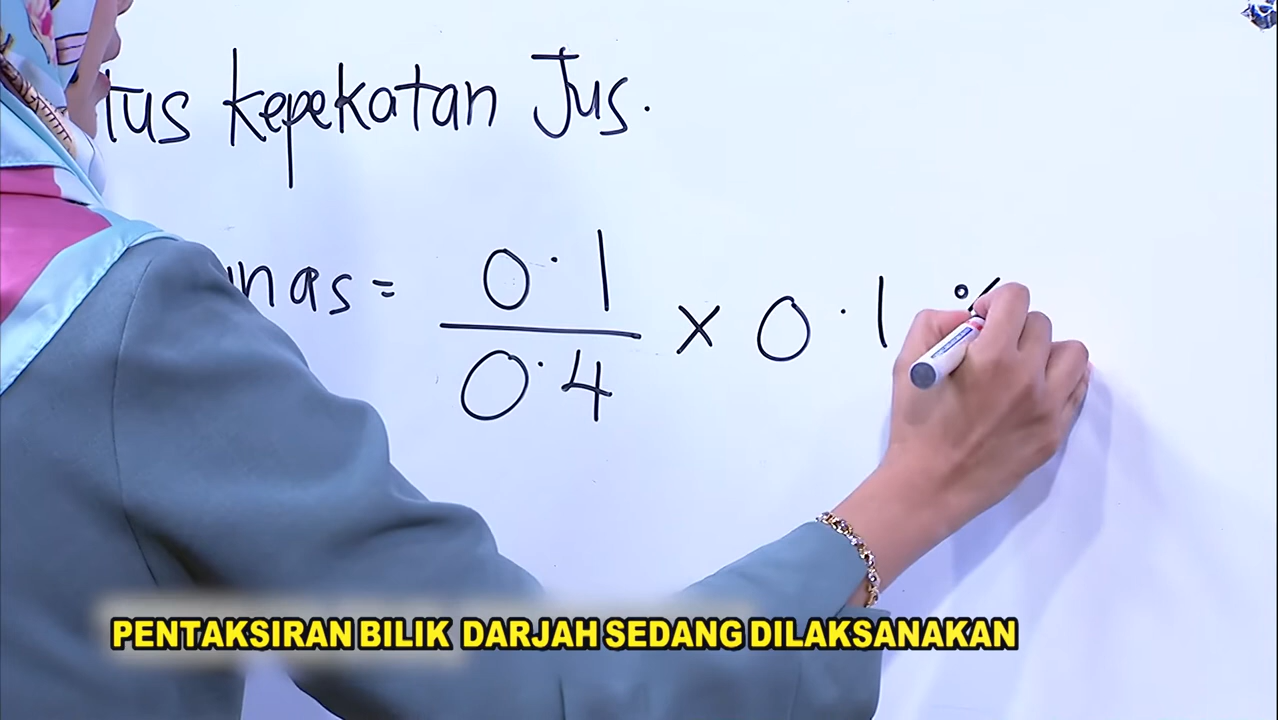 tus kepekatan Jus.
nas = 0.1 / 0.4 × 0.1 %
PENTAKSIRAN BILIK DARJAH SEDANG DILAKSANAKAN